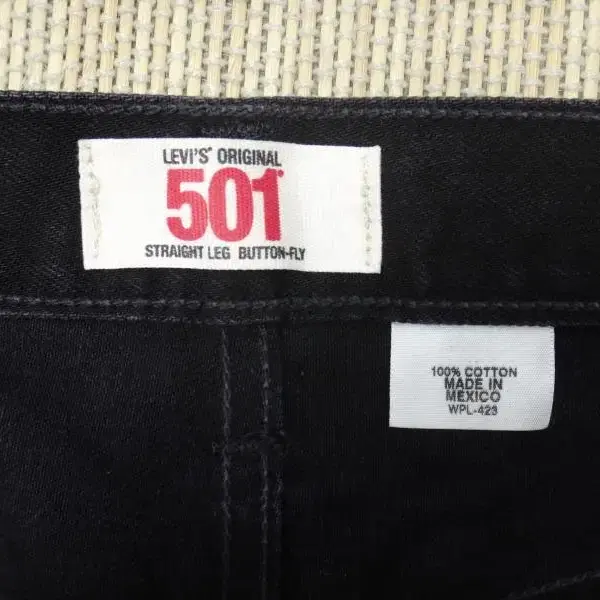 LEVI'S® ORIGINAL
501®
STRAIGHT LEG BUTTON-FLY
100% COTTON
MADE IN
MEXICO
WPL-423